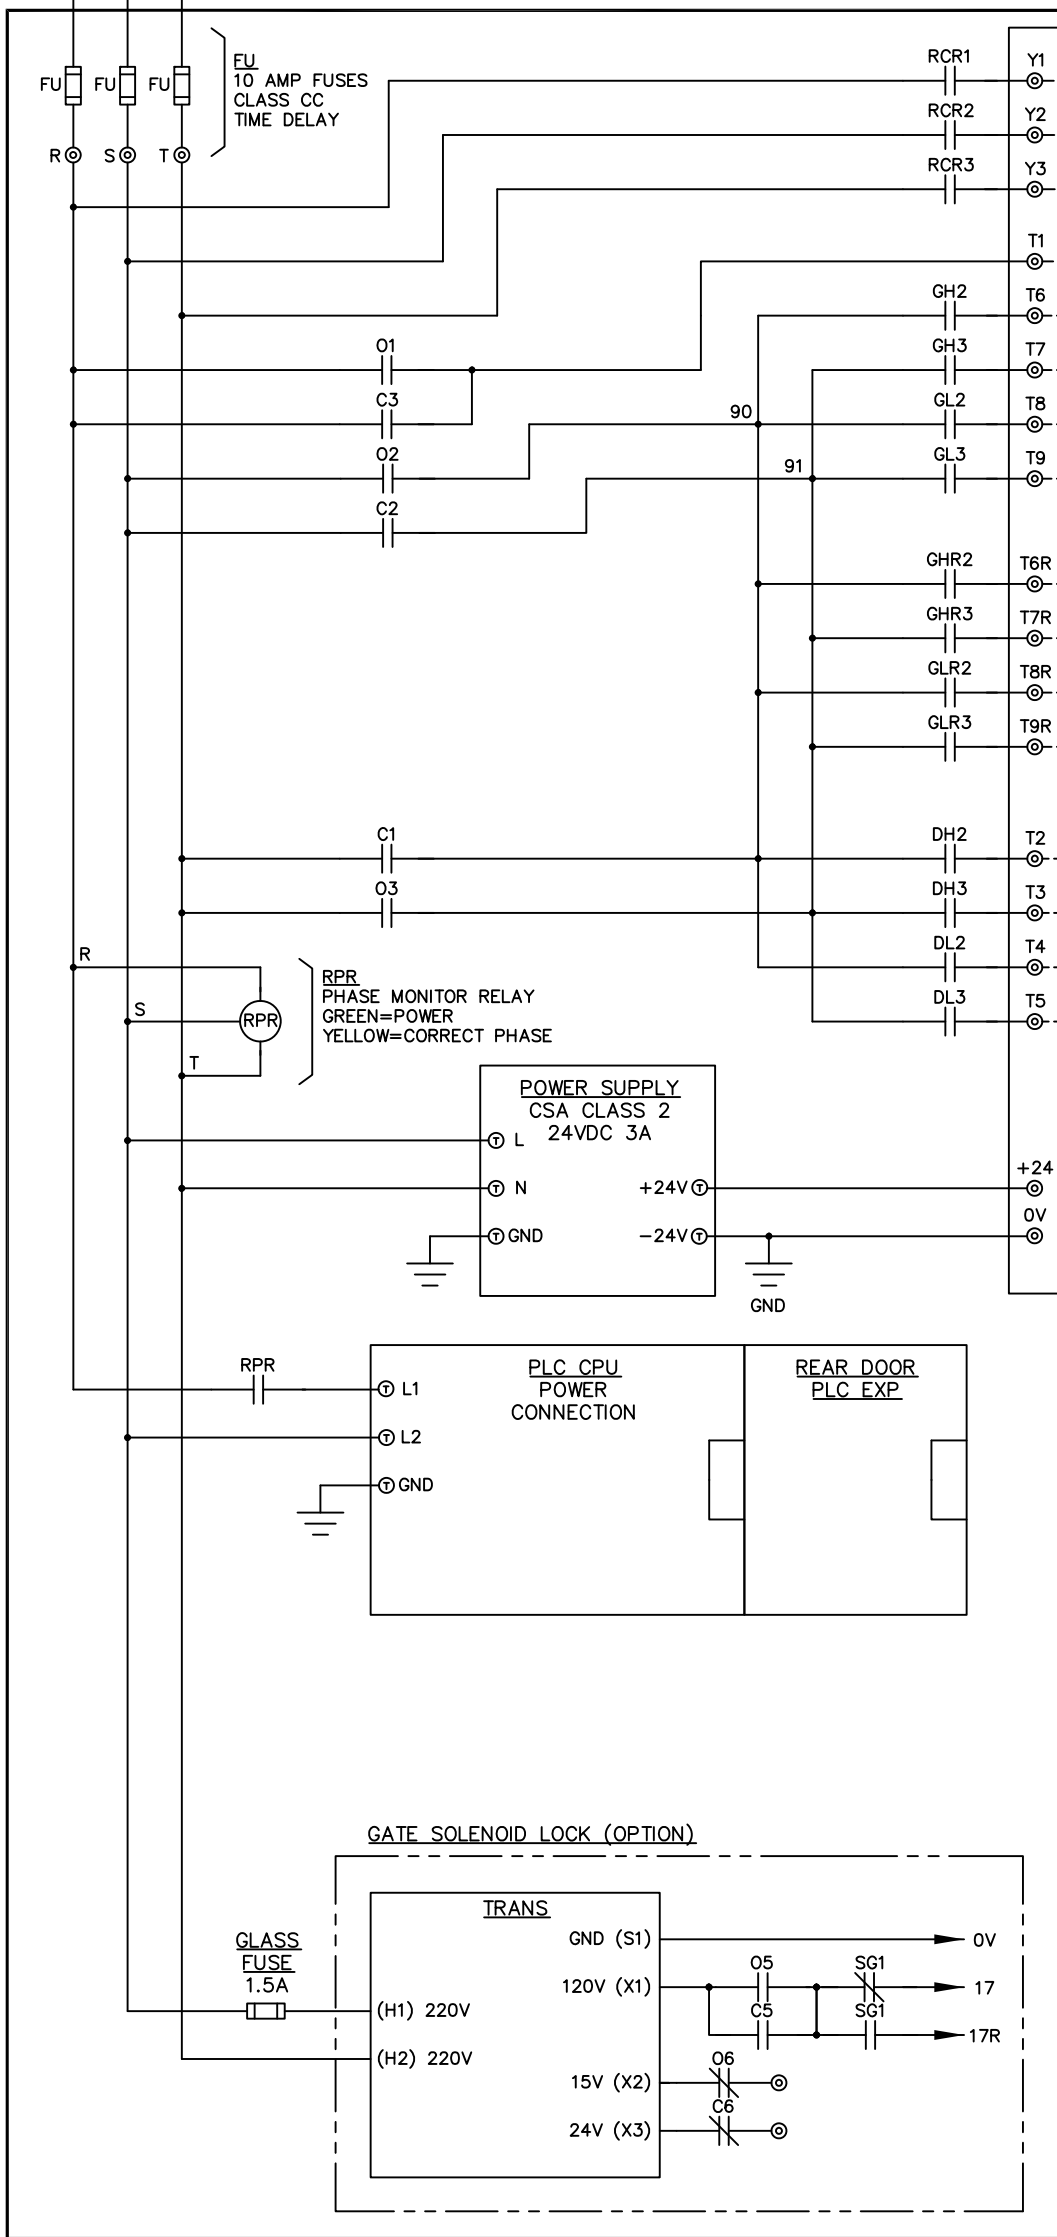 FU
10 AMP FUSES
CLASS CC
TIME DELAY
FU FU FU
R S T
RCR1 Y1
RCR2 Y2
RCR3 Y3
T1
GH2 T6
O1 GH3 T7
C3 90 GL2 T8
O2 91 GL3 T9
C2
GHR2 T6R
GHR3 T7R
GLR2 T8R
GLR3 T9R
C1 DH2 T2
O3 DH3 T3
R DL2 T4
S DL3 T5
T
RPR
RPR
PHASE MONITOR RELAY
GREEN=POWER
YELLOW=CORRECT PHASE
POWER SUPPLY
CSA CLASS 2
24VDC 3A
T L
T N +24V T +24
T GND -24V T 0V
GND
RPR
PLC CPU
POWER
CONNECTION
T L1
T L2
T GND
REAR DOOR
PLC EXP
GATE SOLENOID LOCK (OPTION)
TRANS
GLASS
FUSE
1.5A
(H1) 220V
(H2) 220V
GND (S1) 0V
120V (X1) O5 SG1 17
C5 SG1 17R
15V (X2) O6
24V (X3) C6